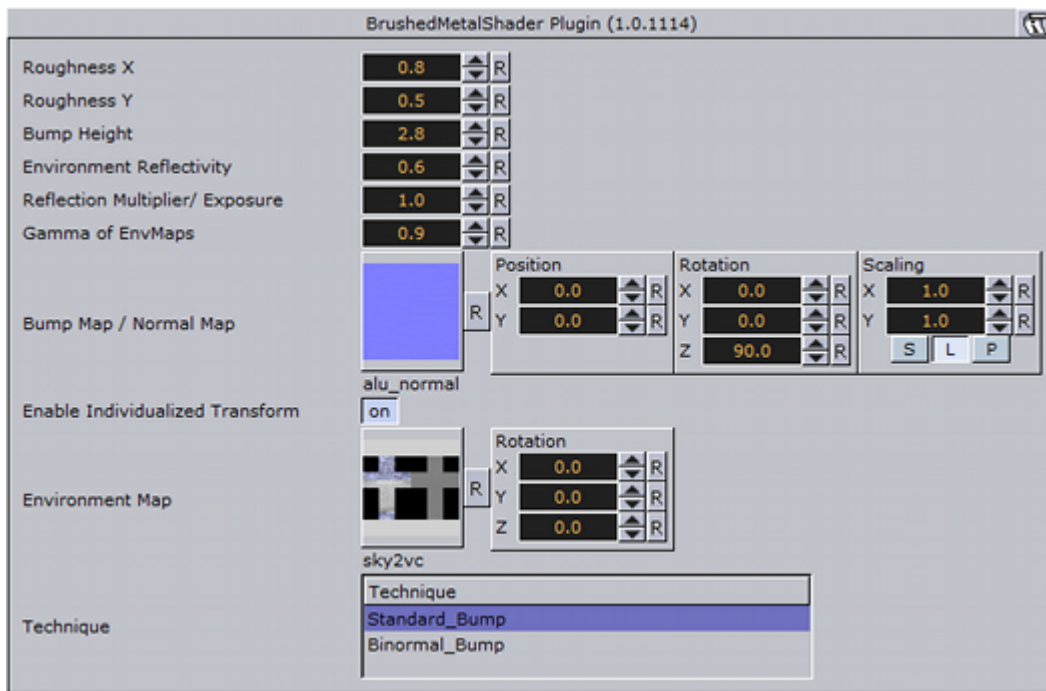 BrushedMetalShader Plugin (1.0.1114)
Roughness X 0.8 R
Roughness Y 0.5 R
Bump Height 2.8 R
Environment Reflectivity 0.6 R
Reflection Multiplier/ Exposure 1.0 R
Gamma of EnvMaps 0.9 R
Position Rotation Scaling
X 0.0 R X 0.0 R X 1.0 R
Bump Map / Normal Map R Y 0.0 R Y 0.0 R Y 1.0 R
Z 90.0 R S L P
alu_normal
Enable Individualized Transform on
Rotation
X 0.0 R
Environment Map R Y 0.0 R
Z 0.0 R
sky2vc
Technique
Technique Standard_Bump
Binormal_Bump